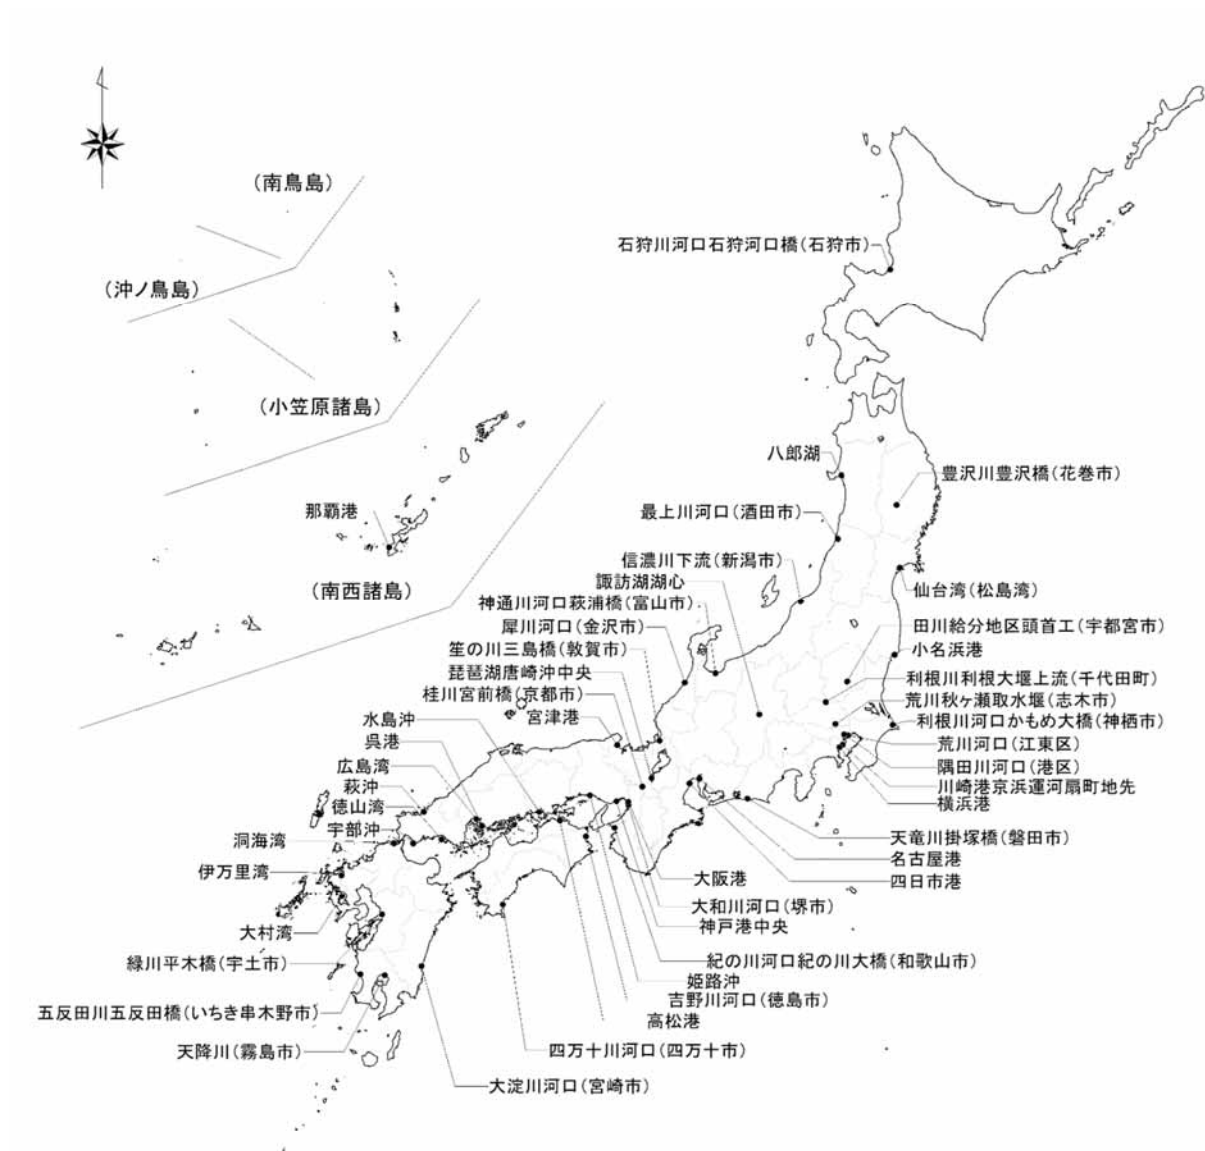 (南鳥島)
石狩川河口石狩河口橋(石狩市)
(沖ノ鳥島)
(小笠原諸島)
八郎湖
豊沢川豊沢橋(花巻市)
那覇港
最上川河口(酒田市)
信濃川下流(新潟市)
諏訪湖湖心
(南西諸島)
仙台湾(松島湾)
神通川河口萩浦橋(富山市)
犀川河口(金沢市)
田川給分地区頭首工(宇都宮市)
笙の川三島橋(敦賀市)
小名浜港
琵琶湖唐崎沖中央
利根川利根大堰上流(千代田町)
桂川宮前橋(京都市)
荒川秋ヶ瀬取水堰(志木市)
水島沖
宮津港
利根川河口かもめ大橋(神栖市)
呉港
荒川河口(江東区)
広島湾
隅田川河口(港区)
萩沖
川崎港京浜運河扇町地先
徳山湾
横浜港
宇部沖
洞海湾
天竜川掛塚橋(磐田市)
名古屋港
伊万里湾
大阪港
四日市港
大和川河口(堺市)
神戸港中央
大村湾
緑川平木橋(宇土市)
紀の川河口紀の川大橋(和歌山市)
姫路沖
吉野川河口(徳島市)
五反田川五反田橋(いちき串木野市)
高松港
天降川(霧島市)
四万十川河口(四万十市)
大淀川河口(宮崎市)